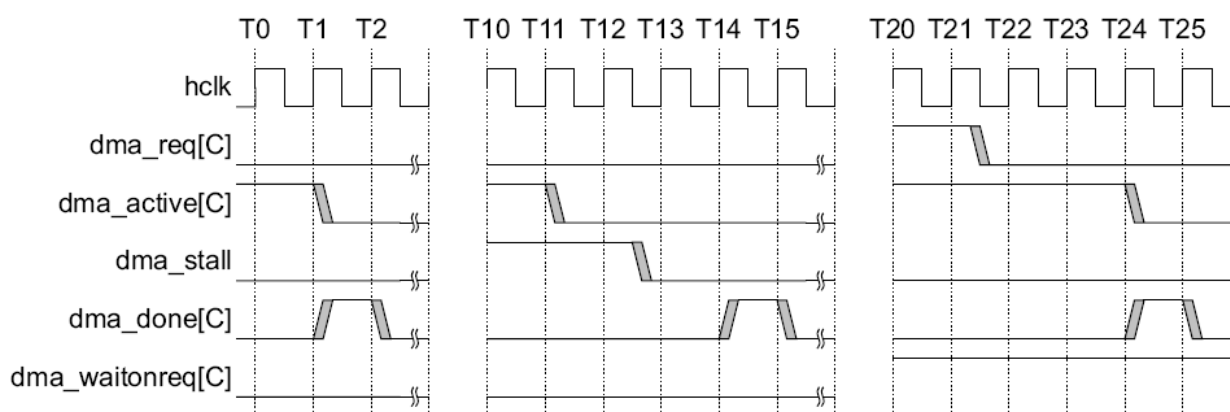 T0 T1 T2 T10 T11 T12 T13 T14 T15 T20 T21 T22 T23 T24 T25
hclk
dma_req[C]
dma_active[C]
dma_stall
dma_done[C]
dma_waitonreq[C]